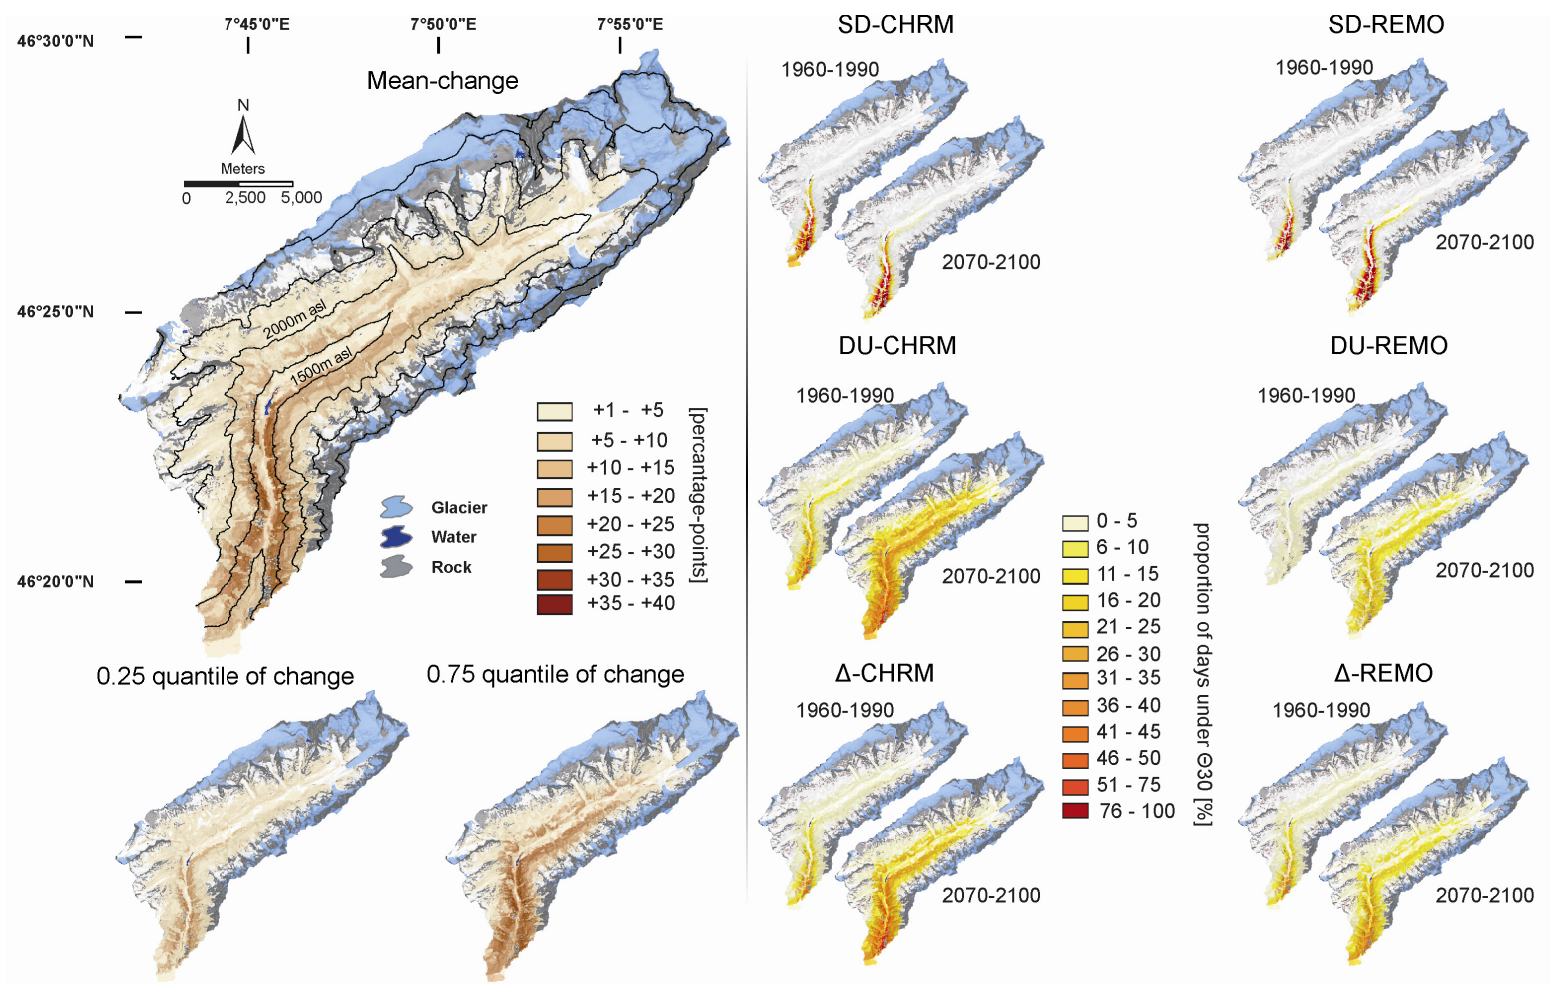 7°45'0"E
7°50'0"E
7°55'0"E
46°30'0"N
46°25'0"N
46°20'0"N
Mean-change
N
Meters
0 2,500 5,000
2000m asl
1500m asl
Glacier
Water
Rock
+1 - +5
+5 - +10
+10 - +15
+15 - +20
+20 - +25
+25 - +30
+30 - +35
+35 - +40
[percentage-points]
0.25 quantile of change
0.75 quantile of change
SD-CHRM
1960-1990
2070-2100
SD-REMO
1960-1990
2070-2100
DU-CHRM
1960-1990
2070-2100
DU-REMO
1960-1990
2070-2100
0 - 5
6 - 10
11 - 15
16 - 20
21 - 25
26 - 30
31 - 35
36 - 40
41 - 45
46 - 50
51 - 75
76 - 100
proportion of days under Θ30 [%]
Δ-CHRM
1960-1990
2070-2100
Δ-REMO
1960-1990
2070-2100